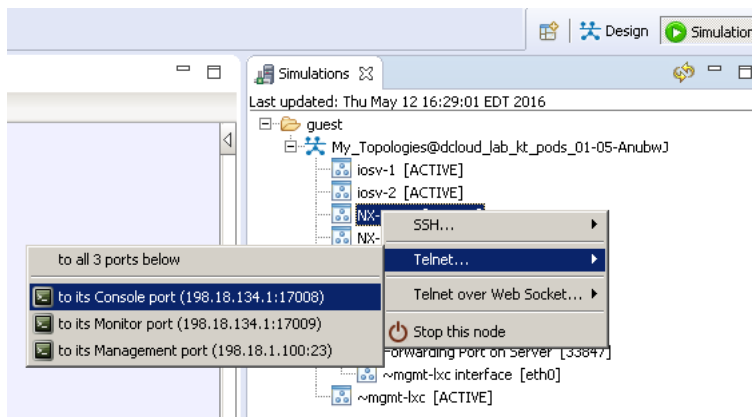 Design Simulation
Simulations
Last updated: Thu May 12 16:29:01 EDT 2016
guest
My_Topologies@dcloud_lab_kt_pods_01-05-AnubwJ
iosv-1 [ACTIVE]
iosv-2 [ACTIVE]
NX-
NX-
SSH...
Telnet...
Telnet over Web Socket...
Stop this node
to all 3 ports below
to its Console port (198.18.134.1:17008)
to its Monitor port (198.18.134.1:17009)
to its Management port (198.18.1.100:23)
Forwarding Port on Server [33847]
~mgmt-lxc interface [eth0]
~mgmt-lxc [ACTIVE]